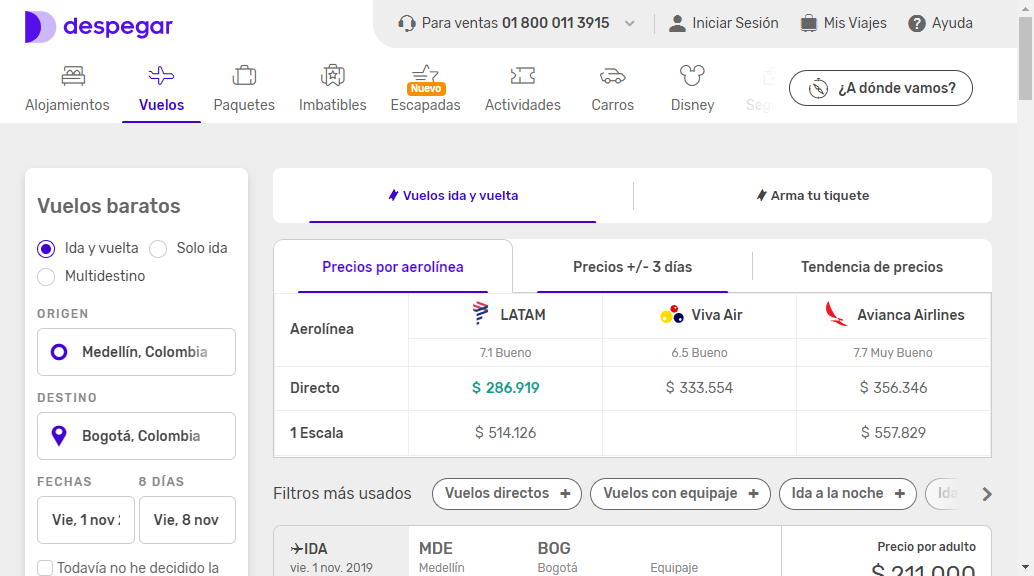 despegar
Para ventas 01 800 011 3915
Iniciar Sesión
Mis Viajes
Ayuda
Alojamientos
Vuelos
Paquetes
Imbatibles
Nuevo
Escapadas
Actividades
Carros
Disney
¿A dónde vamos?
Vuelos baratos
Ida y vuelta
Solo ida
Multidestino
ORIGEN
Medellín, Colombia
DESTINO
Bogotá, Colombia
FECHAS
8 DÍAS
Vie, 1 nov
Vie, 8 nov
Todavía no he decidido la
Vuelos ida y vuelta
Arma tu tiquete
Precios por aerolínea
Precios +/- 3 días
Tendencia de precios
Aerolínea
LATAM
Viva Air
Avianca Airlines
7.1 Bueno
6.5 Bueno
7.7 Muy Bueno
Directo
$ 286.919
$ 333.554
$ 356.346
1 Escala
$ 514.126
$ 557.829
Filtros más usados
Vuelos directos +
Vuelos con equipaje +
Ida a la noche +
Ida
IDA
vie. 1 nov. 2019
MDE
Medellín
BOG
Bogotá
Equipaje
Precio por adulto
$ 211.000